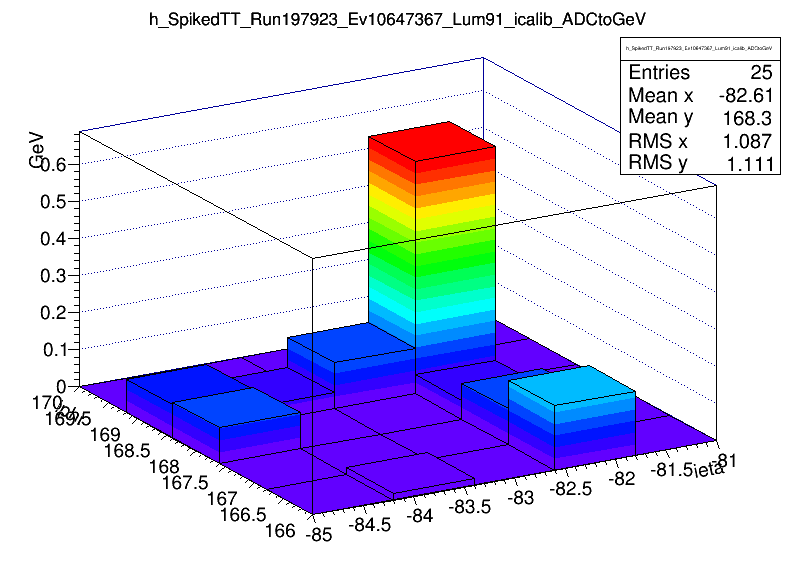 h_SpikedTT_Run197923_Ev10647367_Lum91_icalib_ADCtoGeV
h_SpikedTT_Run197923_Ev10647367_Lum91_icalib_ADCtoGeV
Entries 25
Mean x -82.61
Mean y 168.3
RMS x 1.087
RMS y 1.111
GeV
0.6
0.5
0.4
0.3
0.2
0.1
0
170
169.5
169
168.5
168
167.5
167
166.5
166
-85
-84.5
-84
-83.5
-83
-82.5
-82
-81.5
-81
ieta